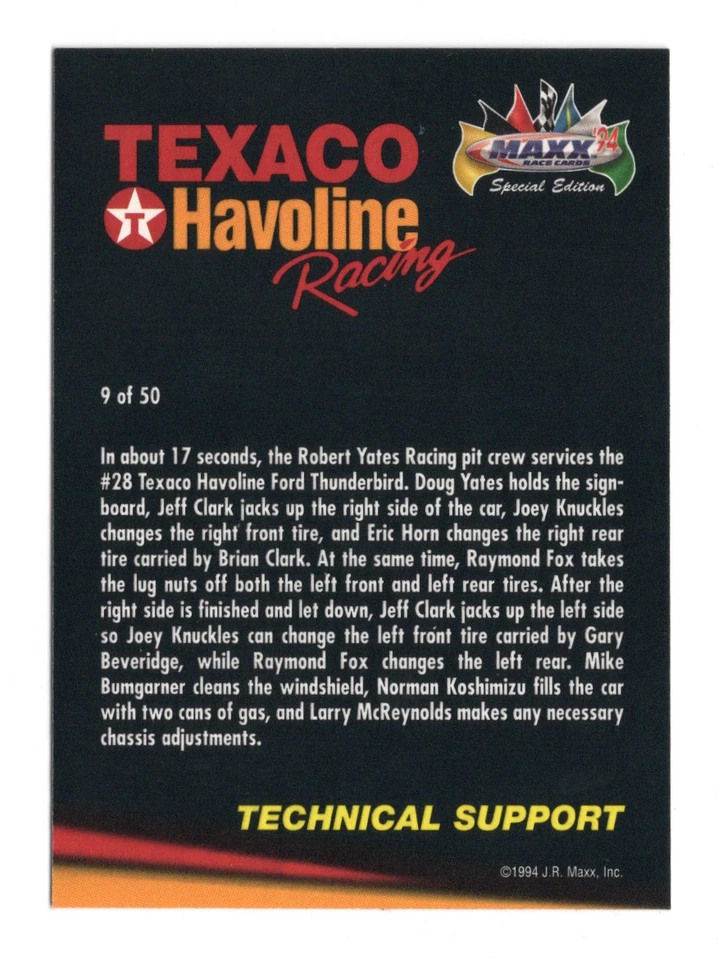 TEXACO
T Havoline
Racing
MAXX '94
RACE CARDS
Special Edition
9 of 50
In about 17 seconds, the Robert Yates Racing pit crew services the
#28 Texaco Havoline Ford Thunderbird. Doug Yates holds the sign-
board, Jeff Clark jacks up the right side of the car, Joey Knuckles
changes the right front tire, and Eric Horn changes the right rear
tire carried by Brian Clark. At the same time, Raymond Fox takes
the lug nuts off both the left front and left rear tires. After the
right side is finished and let down, Jeff Clark jacks up the left side
so Joey Knuckles can change the left front tire carried by Gary
Beveridge, while Raymond Fox changes the left rear. Mike
Bumgarner cleans the windshield, Norman Koshimizu fills the car
with two cans of gas, and Larry McReynolds makes any necessary
chassis adjustments.
TECHNICAL SUPPORT
©1994 J.R. Maxx, Inc.